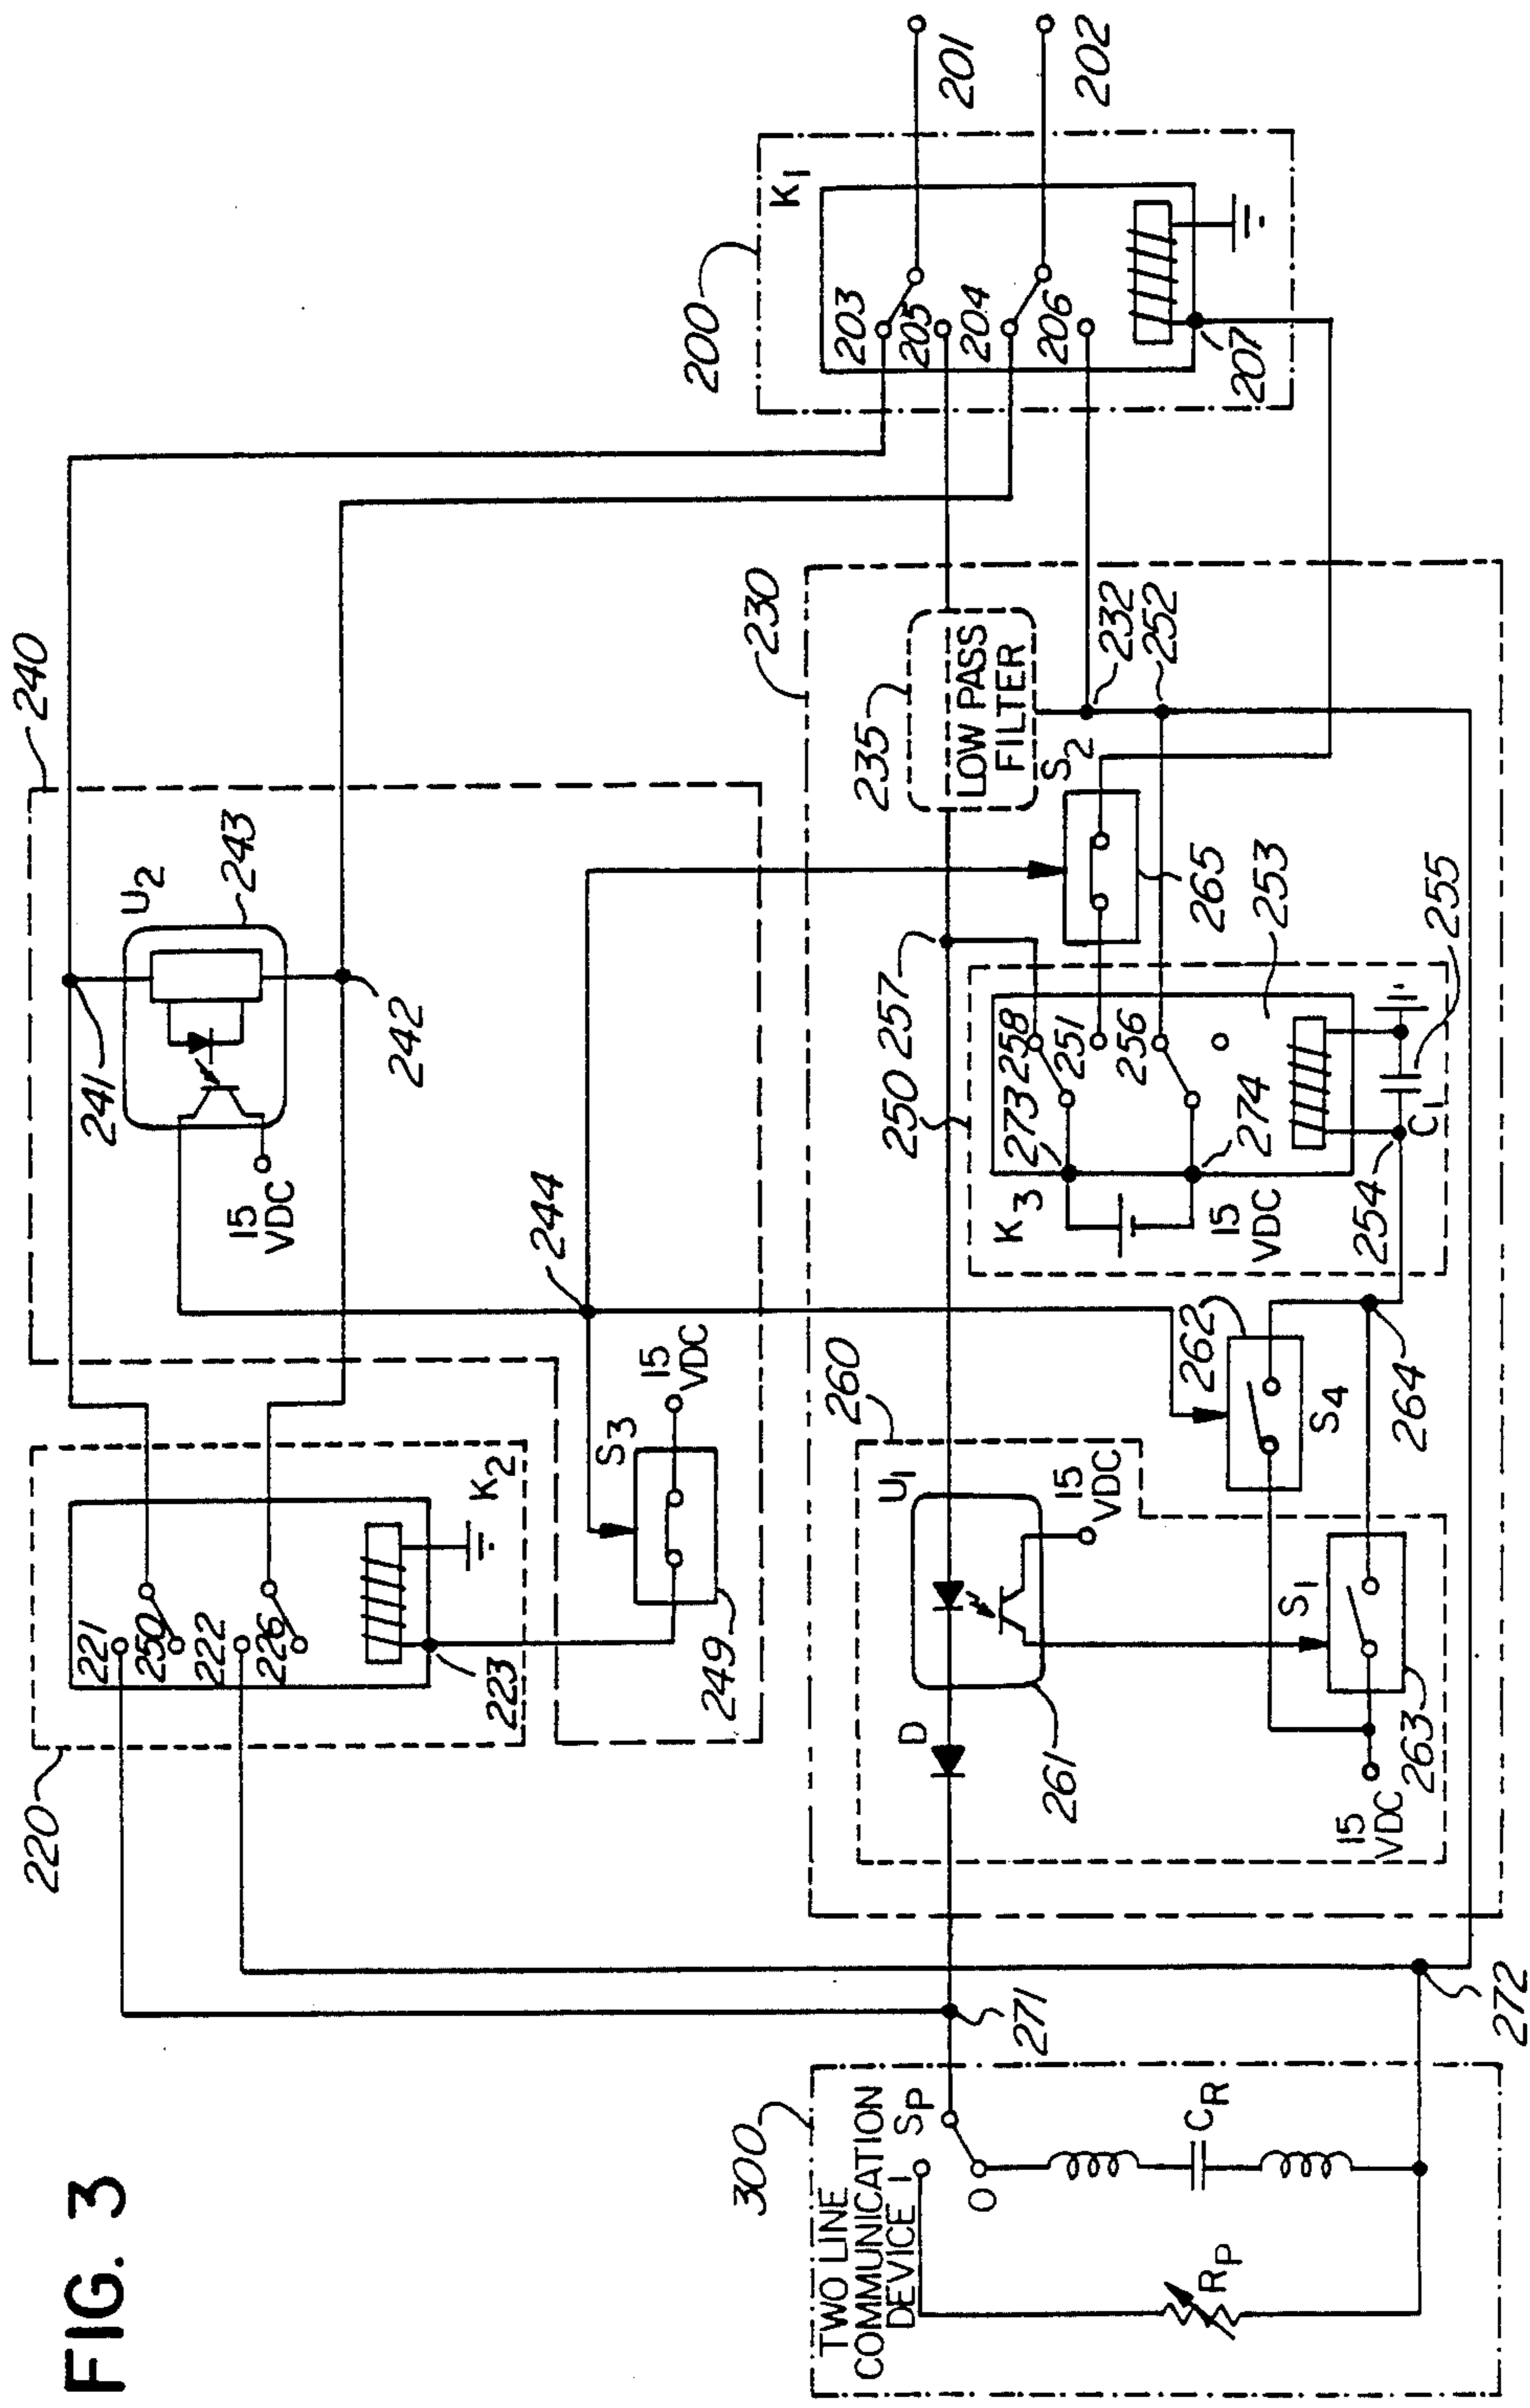 FIG. 3
201
202
200
K1
203
205
204
206
207
240
U2
243
241
242
15
VDC
244
S3
15
VDC
249
220
221
250
222
226
223
K2
230
235
LOW PASS
FILTER
232
252
S2
265
257
250
258
251
256
273
274
253
255
K3
15
VDC
254
C1
260
262
S4
264
U1
15
VDC
261
D
S1
263
15
VDC
271
272
300
TWO LINE
COMMUNICATION
DEVICE
1
SP
O
CR
RP